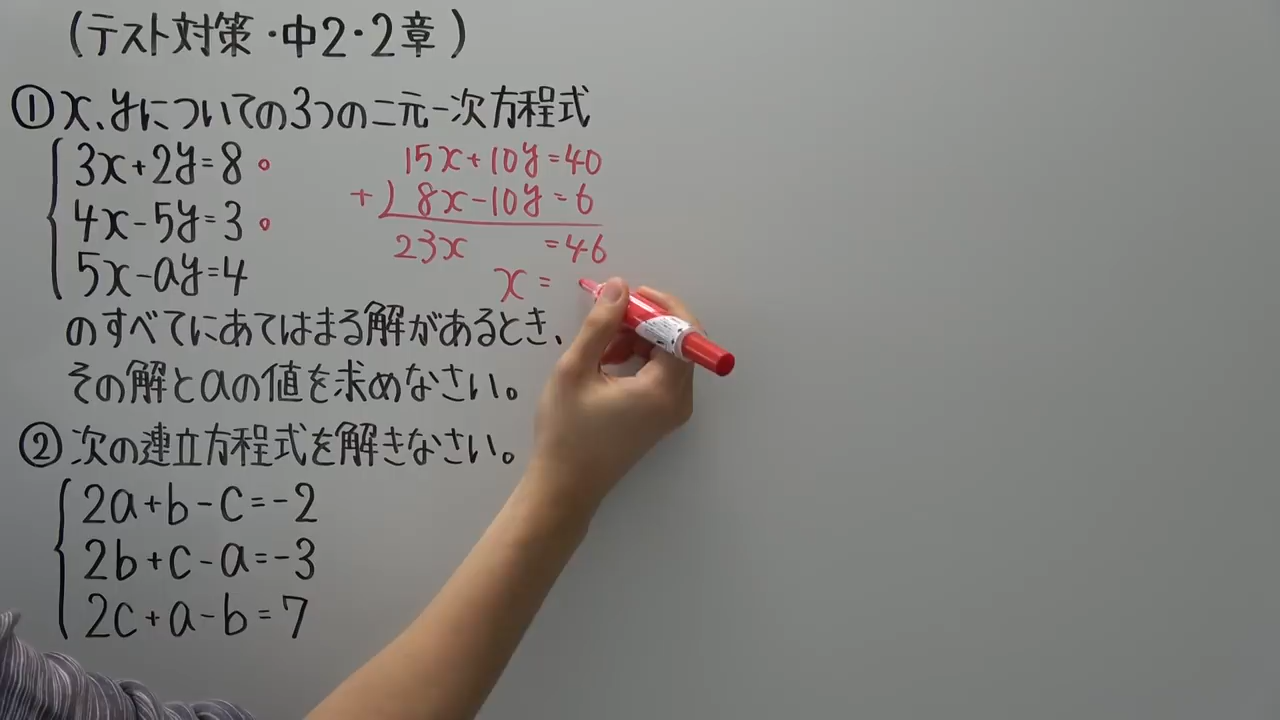 (テスト対策・中2・2章)
①x、yについての3つの二元一次方程式
3x+2y=8。
4x-5y=3。
5x-ay=4
のすべてにあてはまる解があるとき、
その解とaの値を求めなさい。
②次の連立方程式を解きなさい。
2a+b-c=-2
2b+c-a=-3
2c+a-b=7
15x+10y=40
+) 8x-10y=6
23x =46
x=